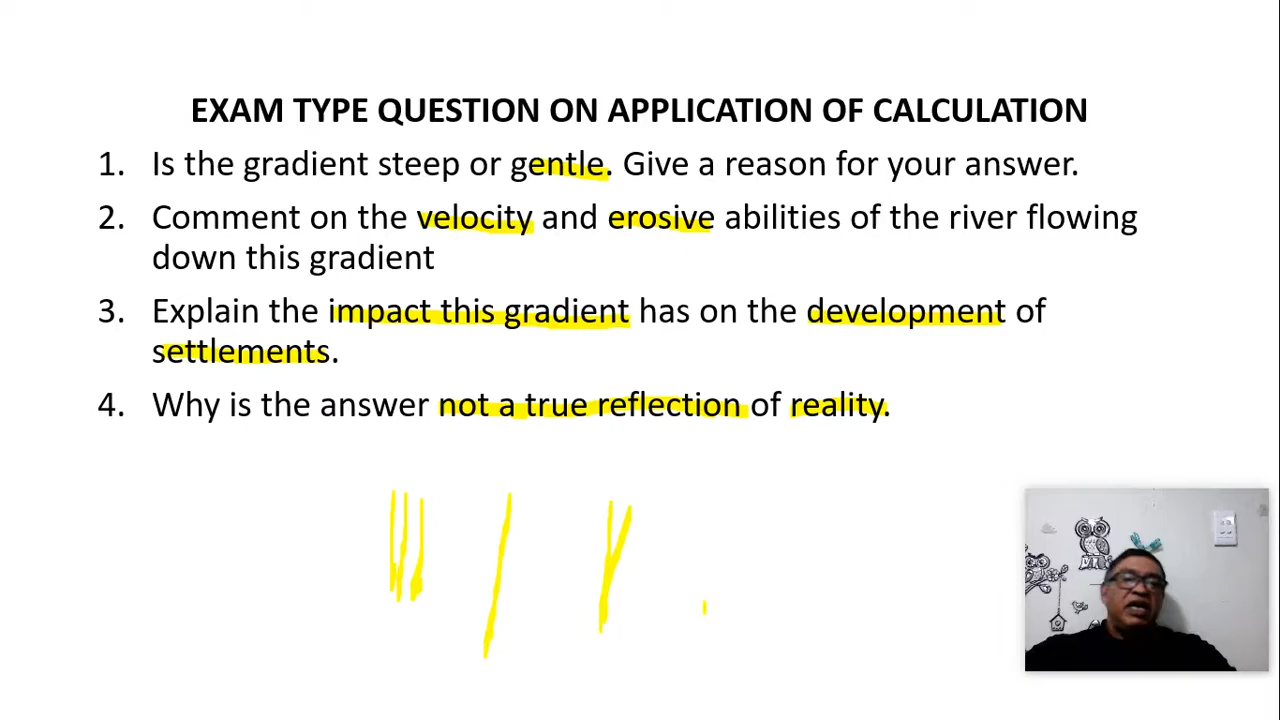 EXAM TYPE QUESTION ON APPLICATION OF CALCULATION
1. Is the gradient steep or gentle. Give a reason for your answer.
2. Comment on the velocity and erosive abilities of the river flowing
down this gradient
3. Explain the impact this gradient has on the development of
settlements.
4. Why is the answer not a true reflection of reality.